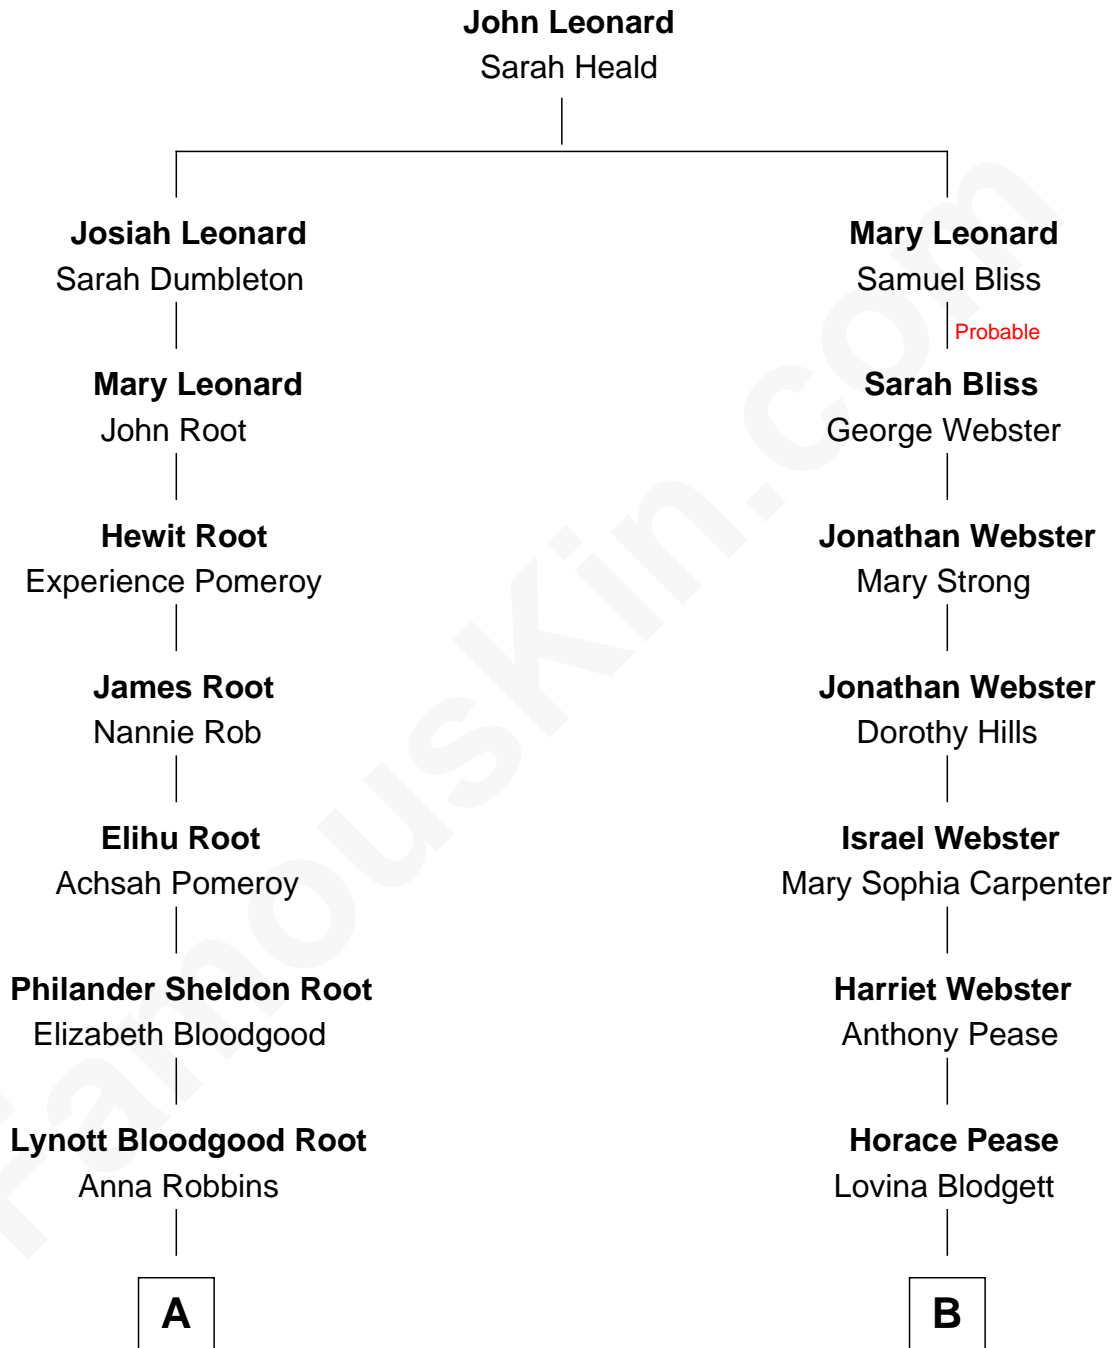 John Leonard
Sarah Heald
Josiah Leonard
Sarah Dumbleton
Mary Leonard
John Root
Hewit Root
Experience Pomeroy
James Root
Nannie Rob
Elihu Root
Achsah Pomeroy
Philander Sheldon Root
Elizabeth Bloodgood
Lynott Bloodgood Root
Anna Robbins
A
Mary Leonard
Samuel Bliss
Probable
Sarah Bliss
George Webster
Jonathan Webster
Mary Strong
Jonathan Webster
Dorothy Hills
Israel Webster
Mary Sophia Carpenter
Harriet Webster
Anthony Pease
Horace Pease
Lovina Blodgett
B
FamousKin.com